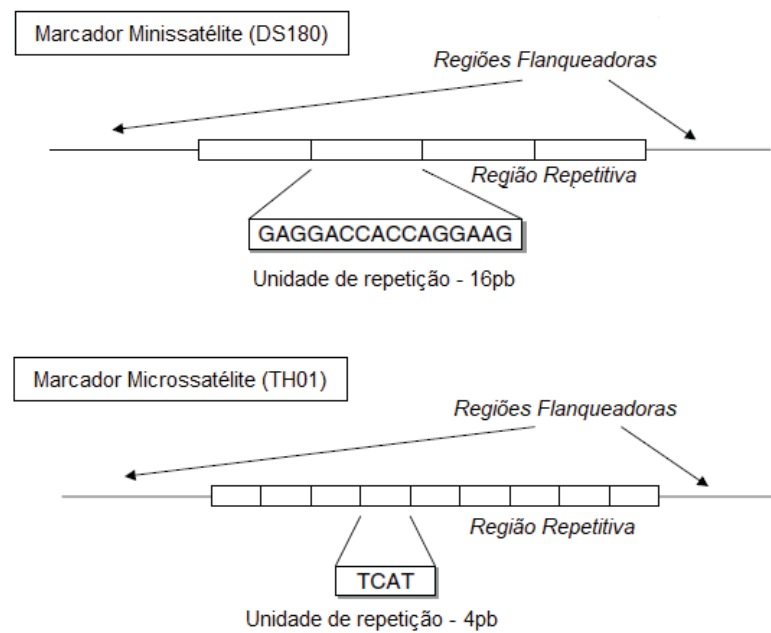 Marcador Minissatélite (DS180)
Regiões Flanqueadoras
Região Repetitiva
GAGGACCACCAGGAAG
Unidade de repetição - 16pb
Marcador Microssatélite (TH01)
Regiões Flanqueadoras
Região Repetitiva
TCAT
Unidade de repetição - 4pb